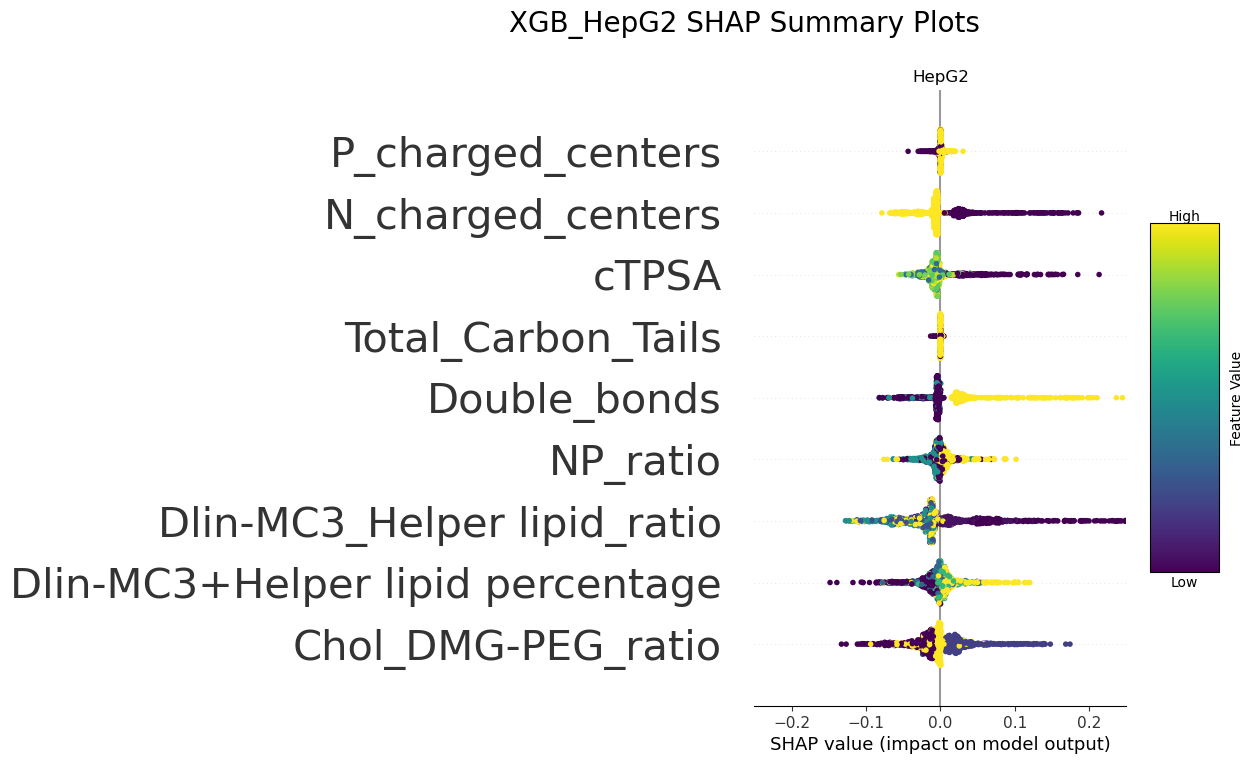 XGB_HepG2 SHAP Summary Plots
HepG2
P_charged_centers
N_charged_centers
cTPSA
Total_Carbon_Tails
Double_bonds
NP_ratio
Dlin-MC3_Helper lipid_ratio
Dlin-MC3+Helper lipid percentage
Chol_DMG-PEG_ratio
−0.2 −0.1 0.0 0.1 0.2
SHAP value (impact on model output)
High
Feature Value
Low